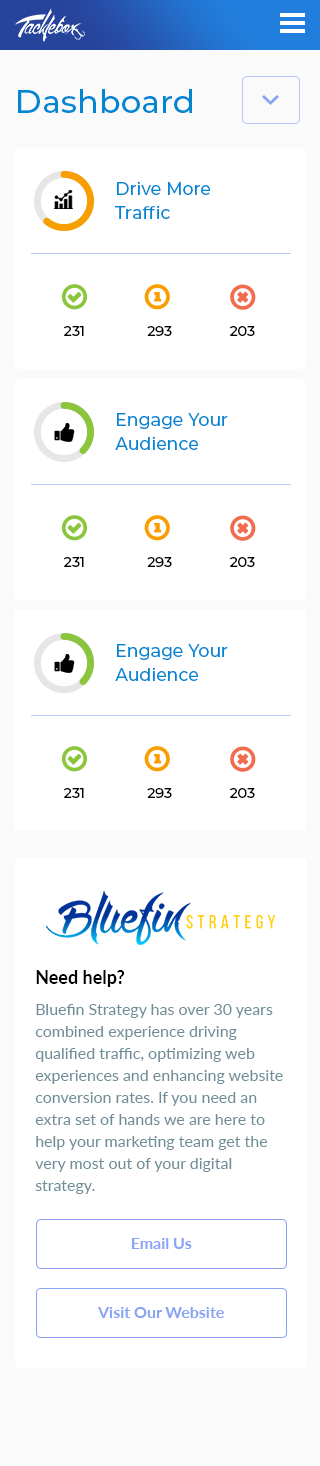 Tacklebox
Dashboard
Drive More
Traffic
1
231 293 203
Engage Your
Audience
1
231 293 203
Engage Your
Audience
1
231 293 203
Bluefin STRATEGY
Need help?
Bluefin Strategy has over 30 years
combined experience driving
qualified traffic, optimizing web
experiences and enhancing website
conversion rates. If you need an
extra set of hands we are here to
help your marketing team get the
very most out of your digital
strategy.
Email Us
Visit Our Website